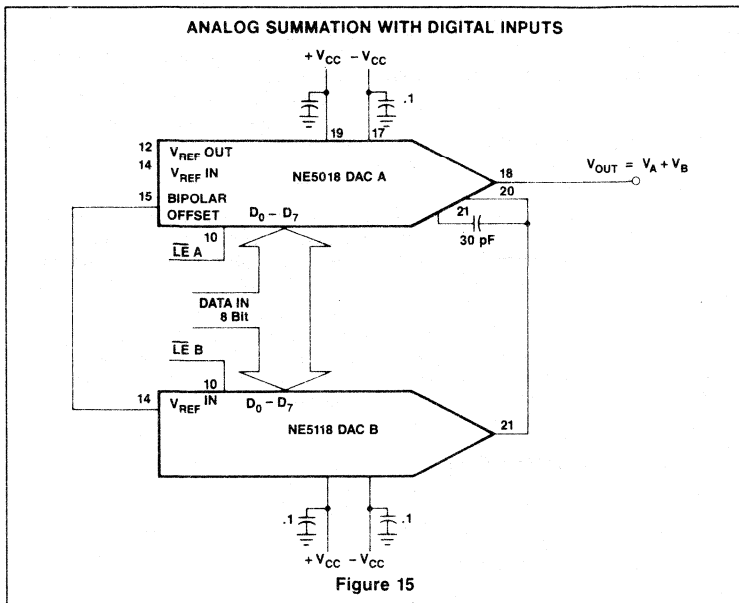 ANALOG SUMMATION WITH DIGITAL INPUTS
+ VCC – VCC
.1
19 17
12 VREF OUT
14 VREF IN
NE5018 DAC A
18
VOUT = VA + VB
15 BIPOLAR OFFSET
20
D0 – D7
21
10
30 pF
LE A
DATA IN
8 Bit
LE B
10
14
VREF IN
D0 – D7
NE5118 DAC B
21
.1 .1
+ VCC – VCC
Figure 15